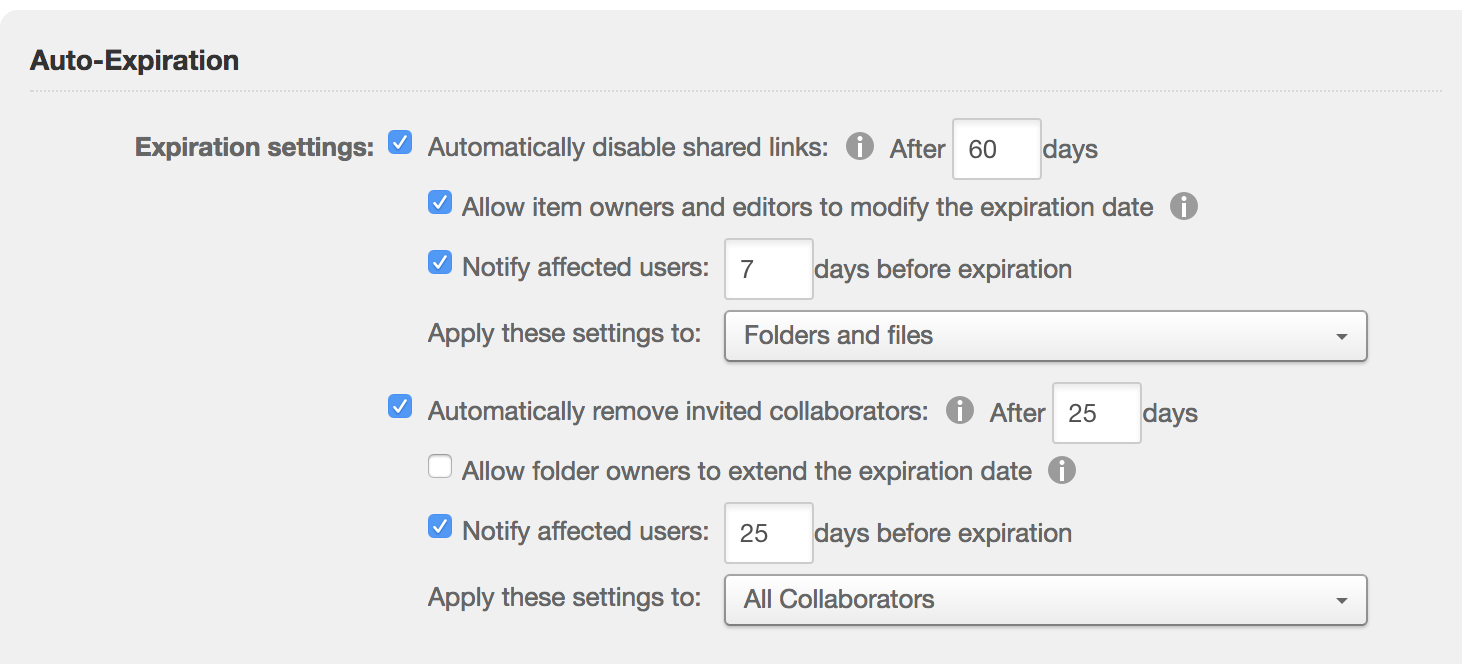 Auto-Expiration
Expiration settings: Automatically disable shared links: After 60 days
Allow item owners and editors to modify the expiration date
Notify affected users: 7 days before expiration
Apply these settings to: Folders and files
Automatically remove invited collaborators: After 25 days
Allow folder owners to extend the expiration date
Notify affected users: 25 days before expiration
Apply these settings to: All Collaborators